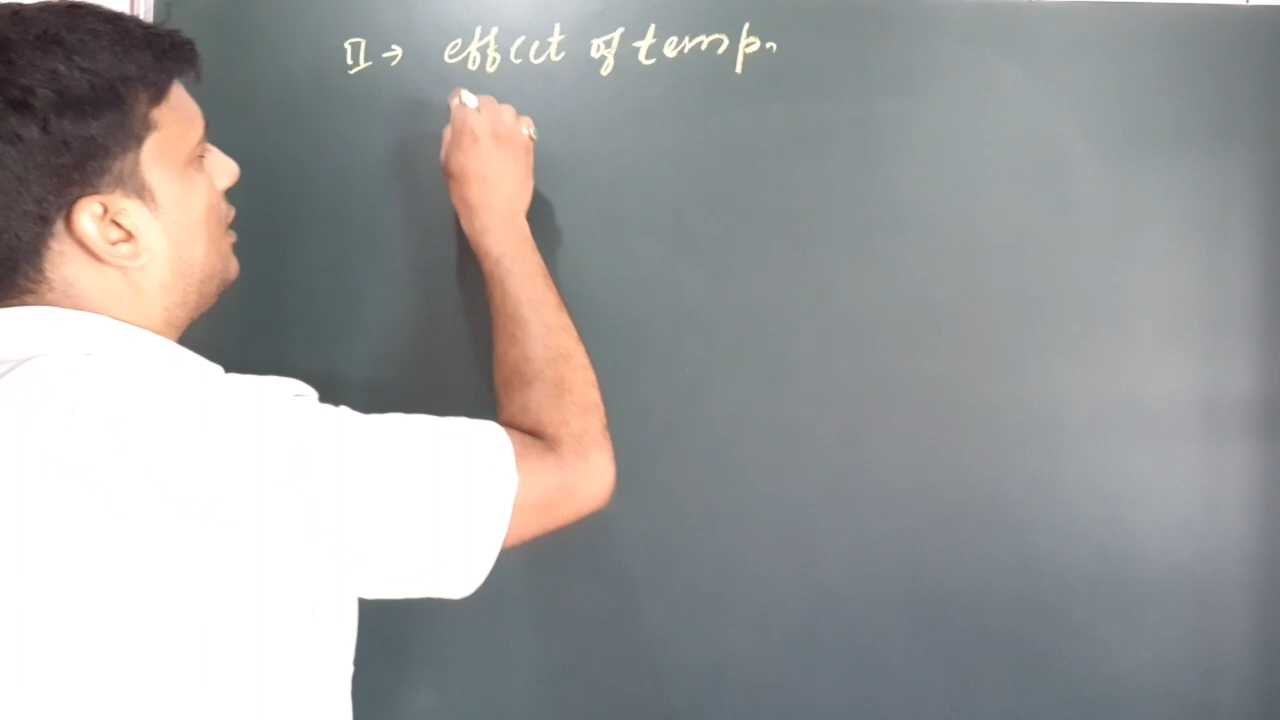 II → effect of temp.